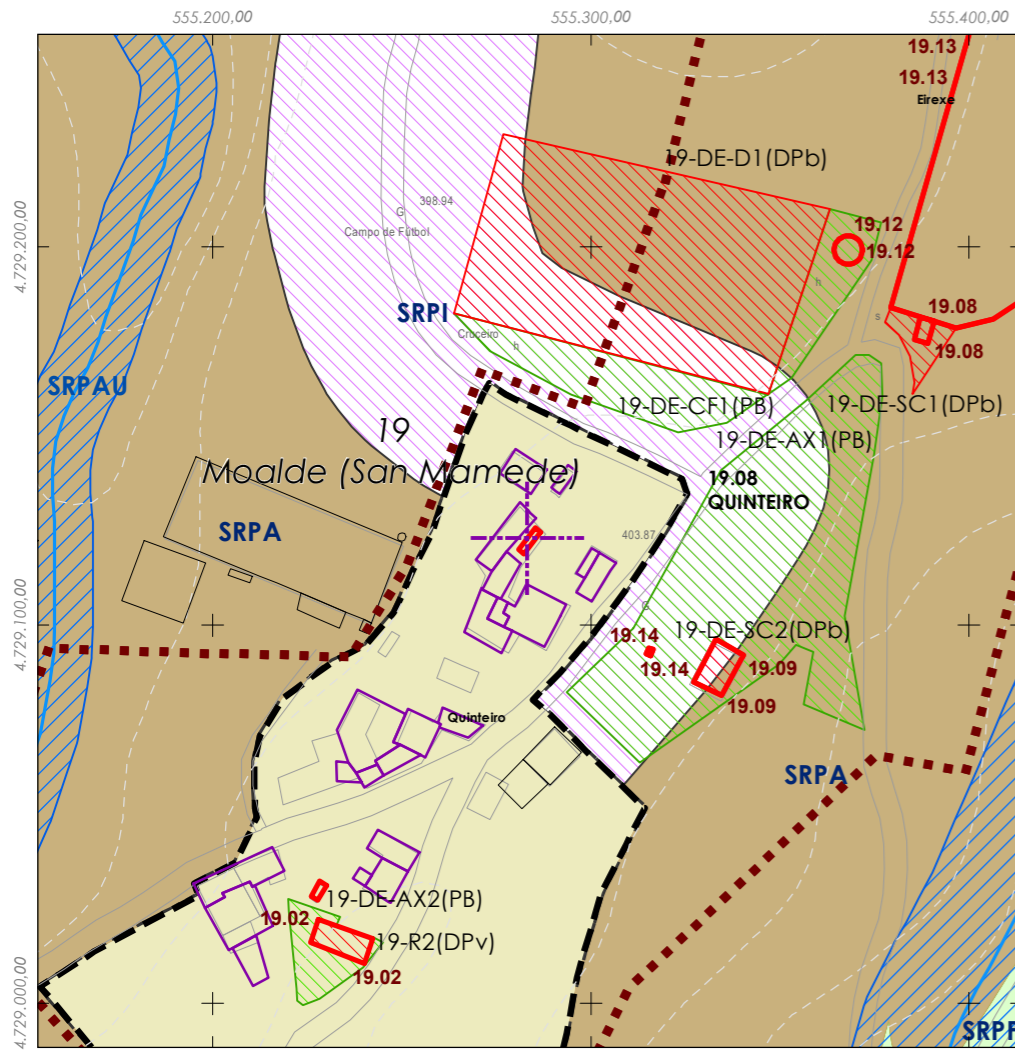 555.200,00
555.300,00
555.400,00
19.13
19.13
Eirexe
19-DE-D1(DPb)
398.94
G
Campo de Fútbol
4.729.200,00
19.12
19.12
h
SRPI
Cruceiro
h
s
19.08
19.08
SRPAU
19-DE-CF1(PB)
19-DE-SC1(DPb)
19
19-DE-AX1(PB)
Moalde (San Mamede)
19.08
QUINTEIRO
SRPA
403.87
4.729.100,00
G
19-DE-SC2(DPb)
19.14
19.14
19.09
19.09
Quinteiro
SRPA
19-DE-AX2(PB)
19.02
19-R2(DPv)
19.02
4.729.000,00
SRPF